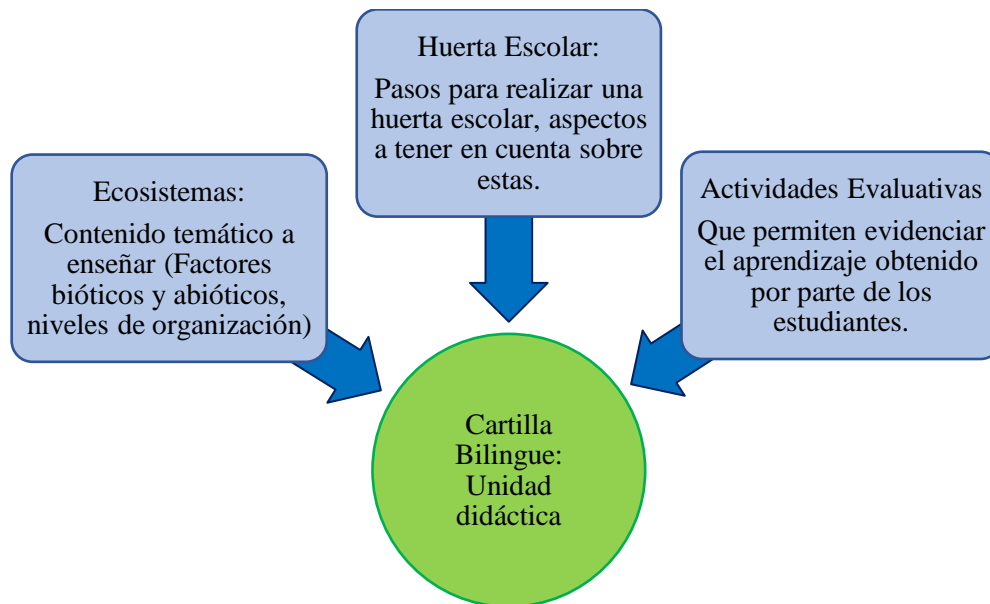 Huerta Escolar:
Pasos para realizar una
huerta escolar, aspectos
a tener en cuenta sobre
estas.
Ecosistemas:
Contenido temático a
enseñar (Factores
bióticos y abióticos,
niveles de organización)
Actividades Evaluativas
Que permiten evidenciar
el aprendizaje obtenido
por parte de los
estudiantes.
Cartilla
Bilingue:
Unidad
didáctica